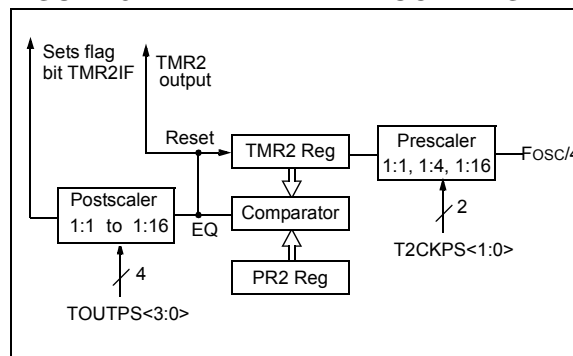 Sets flag
bit TMR2IF
TMR2
output
Reset
TMR2 Reg
Prescaler
1:1, 1:4, 1:16
FOSC/4
Postscaler
1:1 to 1:16
EQ
Comparator
2
T2CKPS<1:0>
4
PR2 Reg
TOUTPS<3:0>